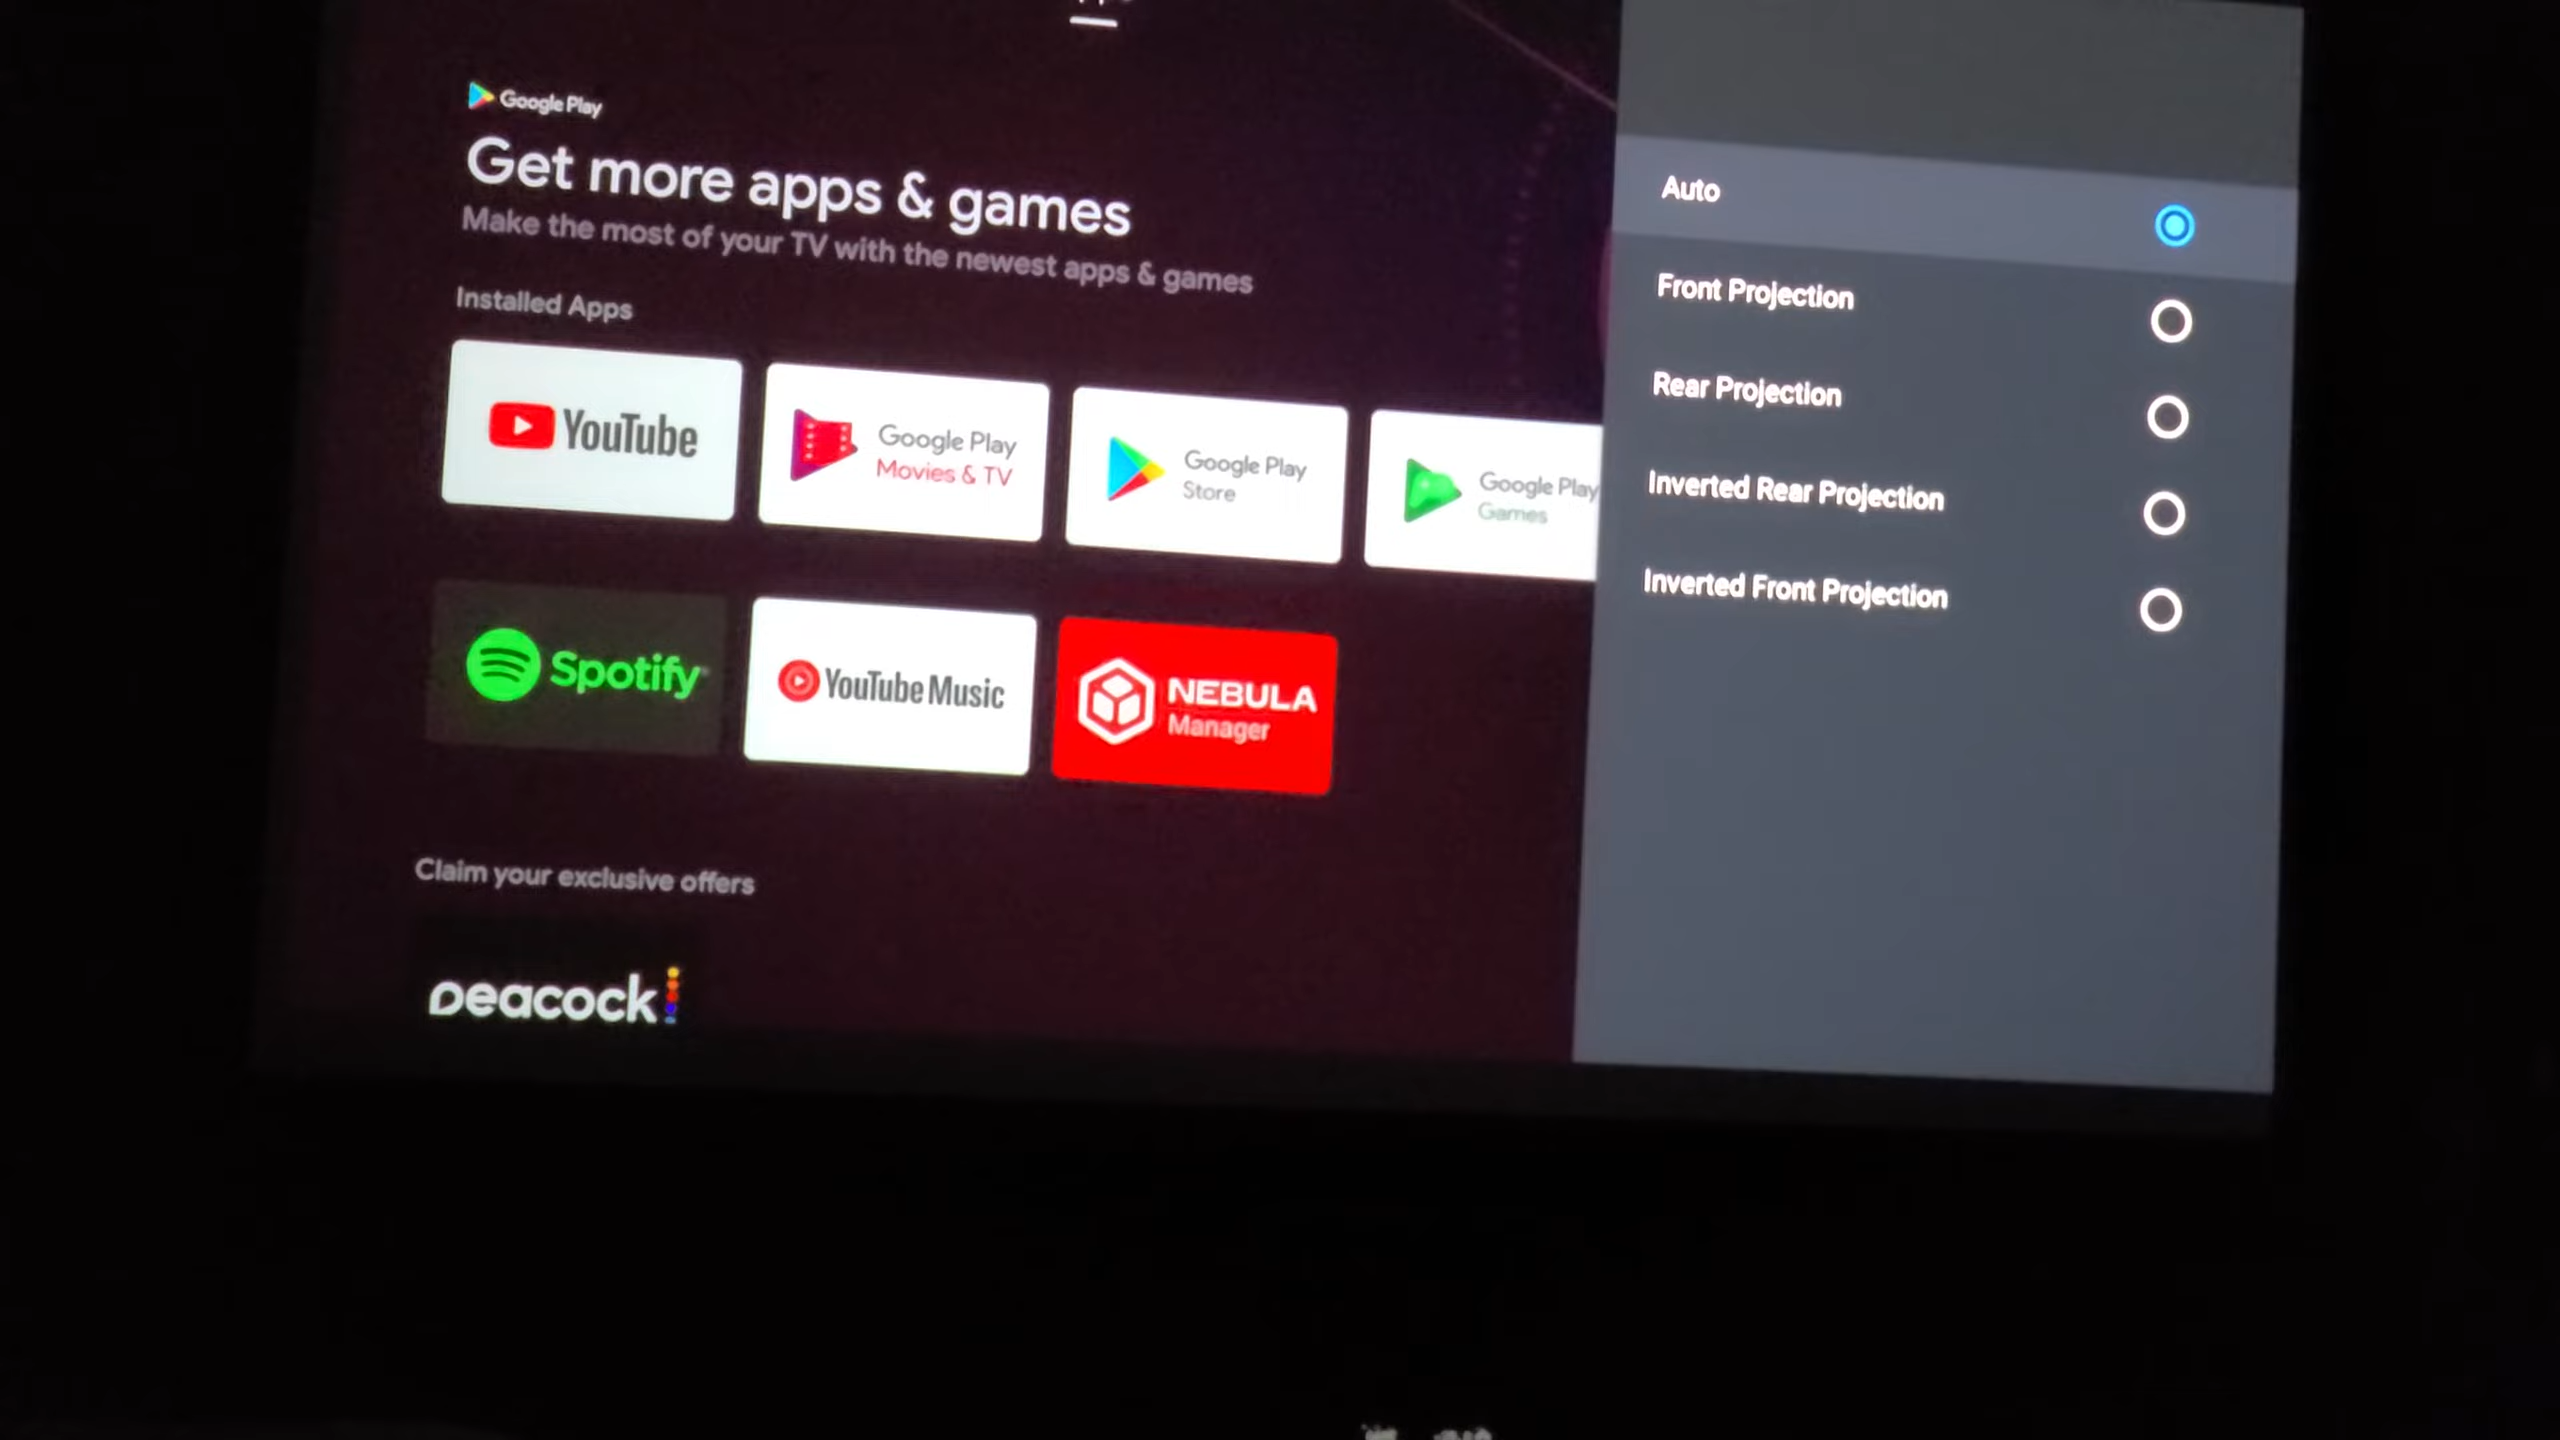 Google Play
Get more apps & games
Make the most of your TV with the newest apps & games
Installed Apps
YouTube
Google Play
Movies & TV
Google Play
Store
Google Play
Games
Spotify
YouTube Music
NEBULA
Manager
Claim your exclusive offers
peacock
Auto
Front Projection
Rear Projection
Inverted Rear Projection
Inverted Front Projection